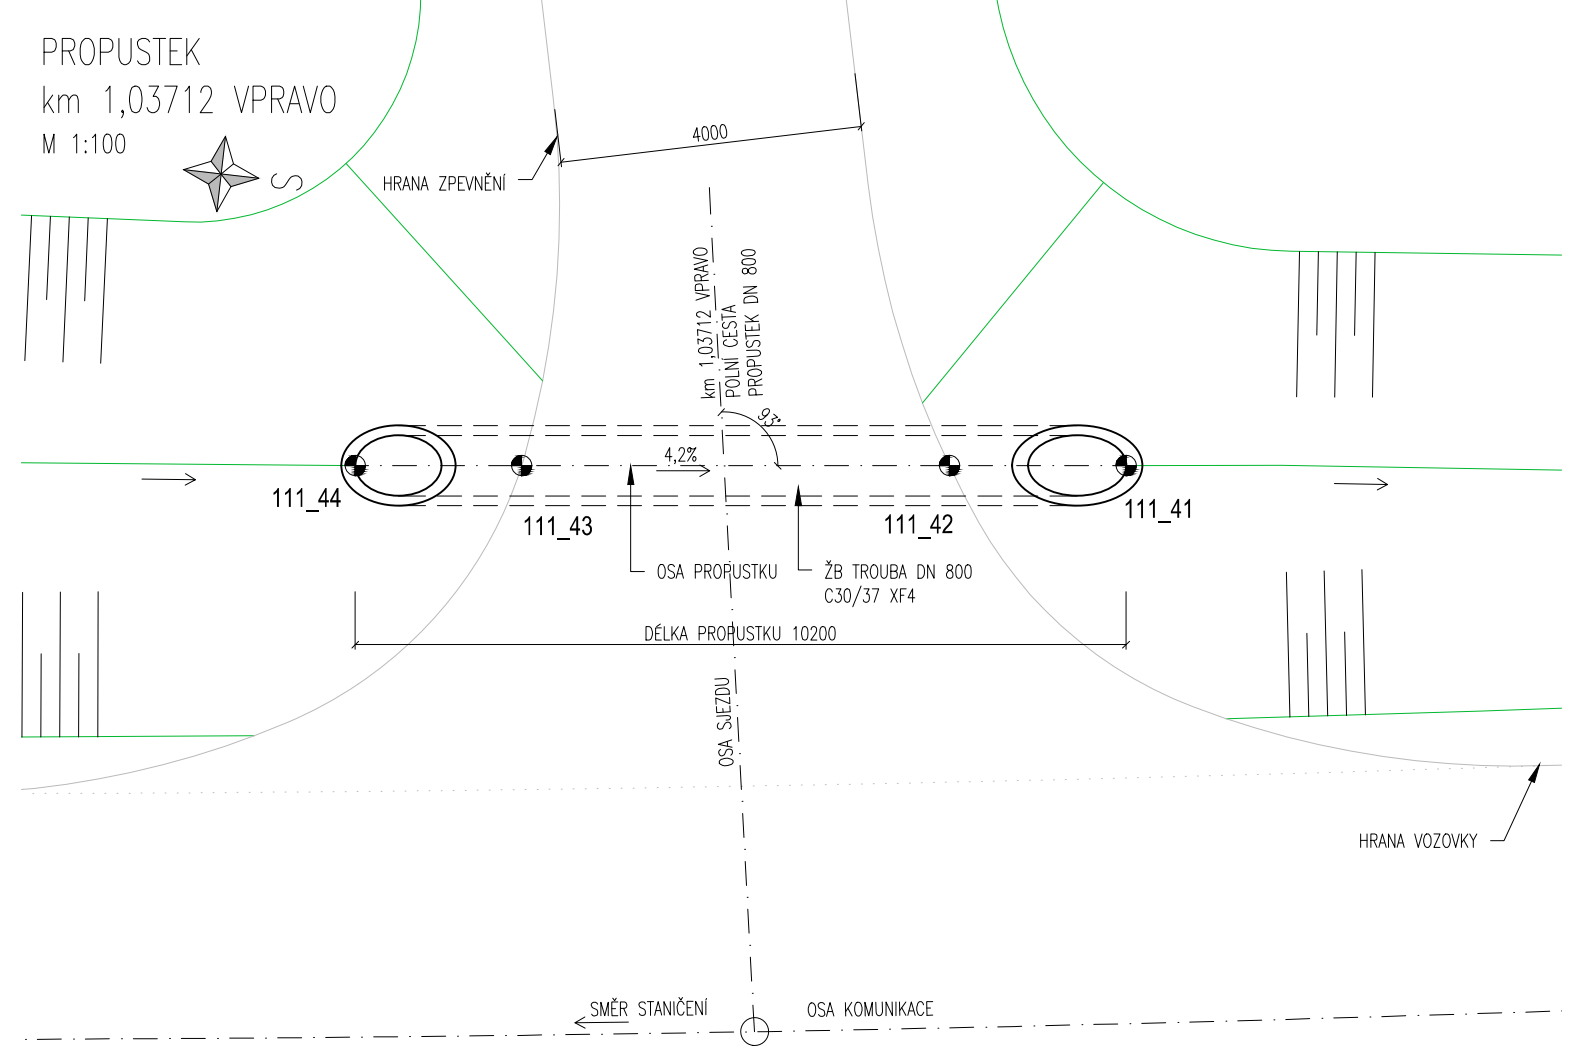 PROPUSTEK
km 1,03712 VPRAVO
M 1:100
S
HRANA ZPEVNĚNÍ
4000
km 1,03712 VPRAVO
POLNÍ CESTA
PROPUSTEK DN 800
93°
4,2%
111_44
111_43
111_42
111_41
OSA PROPUSTKU
ŽB TROUBA DN 800
C30/37 XF4
DÉLKA PROPUSTKU 10200
OSA SJEZDU
HRANA VOZOVKY
SMĚR STANIČENÍ
OSA KOMUNIKACE